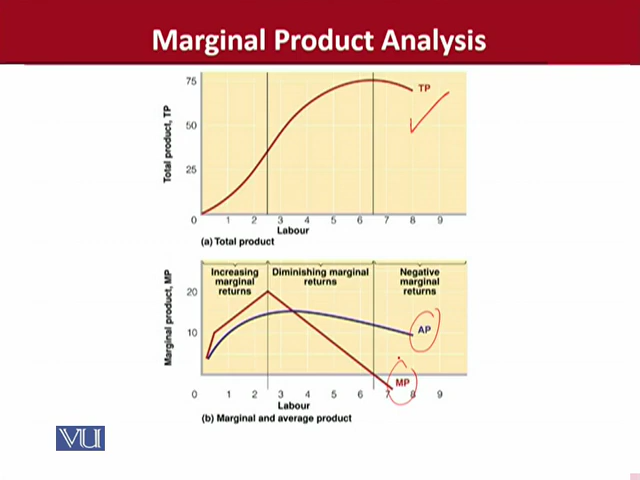 Marginal Product Analysis
Total product, TP
75
50
25
0
TP
1 2 3 4 5 6 7 8 9
Labour
(a) Total product
Marginal product, MP
Increasing marginal returns
Diminishing marginal returns
Negative marginal returns
20
10
AP
MP
0 1 2 3 4 5 6 7 8 9
Labour
(b) Marginal and average product
VU